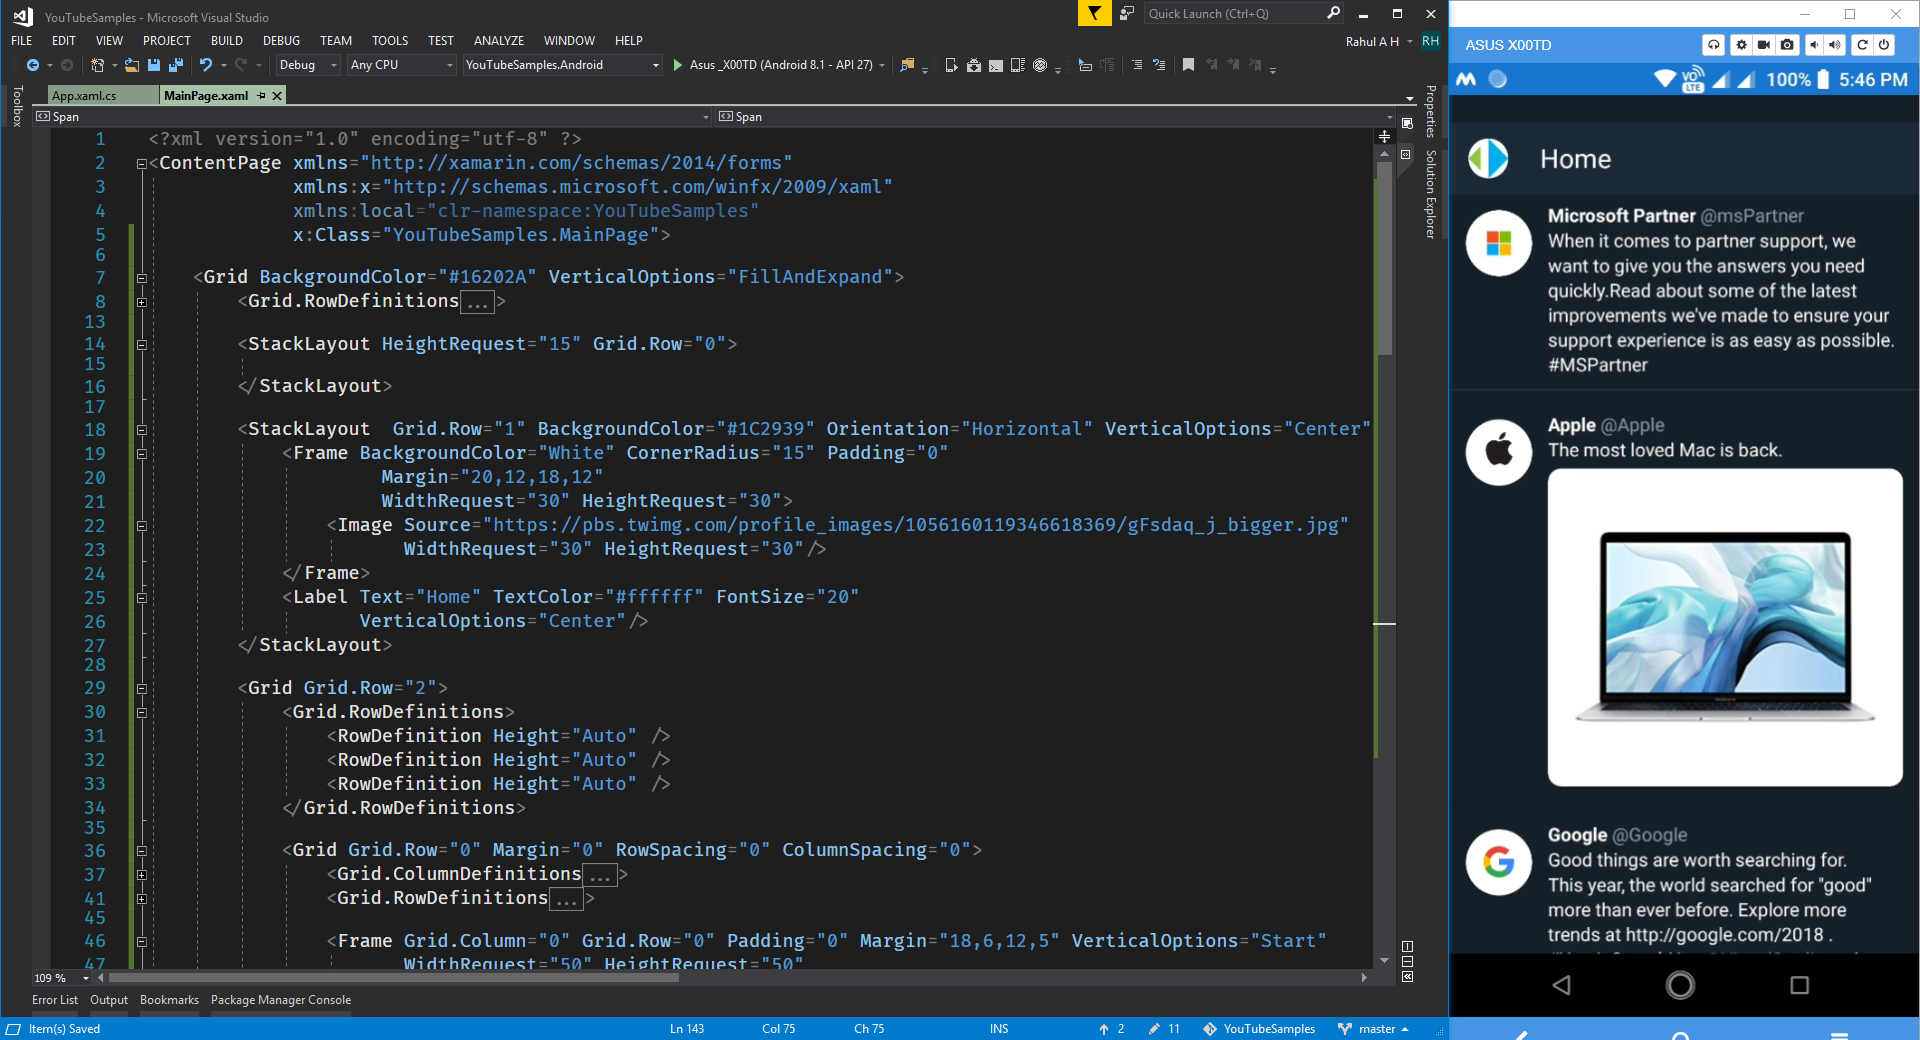 YouTubeSamples - Microsoft Visual Studio
Quick Launch (Ctrl+Q)
FILE EDIT VIEW PROJECT BUILD DEBUG TEAM TOOLS TEST ANALYZE WINDOW HELP
Rahul A H RH
Debug Any CPU YouTubeSamples.Android Asus _X00TD (Android 8.1 - API 27)
Toolbox
App.xaml.cs MainPage.xaml
Span Span
Properties
Solution Explorer
1 <?xml version="1.0" encoding="utf-8" ?>
2 <ContentPage xmlns="http://xamarin.com/schemas/2014/forms"
3 xmlns:x="http://schemas.microsoft.com/winfx/2009/xaml"
4 xmlns:local="clr-namespace:YouTubeSamples"
5 x:Class="YouTubeSamples.MainPage">
6
7 <Grid BackgroundColor="#16202A" VerticalOptions="FillAndExpand">
8 <Grid.RowDefinitions...>
13
14 <StackLayout HeightRequest="15" Grid.Row="0">
15
16 </StackLayout>
17
18 <StackLayout  Grid.Row="1" BackgroundColor="#1C2939" Orientation="Horizontal" VerticalOptions="Center"
19 <Frame BackgroundColor="White" CornerRadius="15" Padding="0"
20 Margin="20,12,18,12"
21 WidthRequest="30" HeightRequest="30">
22 <Image Source="https://pbs.twimg.com/profile_images/1056160119346618369/gFsdaq_j_bigger.jpg"
23 WidthRequest="30" HeightRequest="30"/>
24 </Frame>
25 <Label Text="Home" TextColor="#ffffff" FontSize="20"
26 VerticalOptions="Center"/>
27 </StackLayout>
28
29 <Grid Grid.Row="2">
30 <Grid.RowDefinitions>
31 <RowDefinition Height="Auto" />
32 <RowDefinition Height="Auto" />
33 <RowDefinition Height="Auto" />
34 </Grid.RowDefinitions>
35
36 <Grid Grid.Row="0" Margin="0" RowSpacing="0" ColumnSpacing="0">
37 <Grid.ColumnDefinitions...>
41 <Grid.RowDefinitions...>
45
46 <Frame Grid.Column="0" Grid.Row="0" Padding="0" Margin="18,6,12,5" VerticalOptions="Start"
47 WidthRequest="50" HeightRequest="50"
109 %
Error List Output Bookmarks Package Manager Console
Item(s) Saved Ln 143 Col 75 Ch 75 INS 2 11 YouTubeSamples master
ASUS X00TD
VO LTE 100% 5:46 PM
Home
Microsoft Partner @msPartner
When it comes to partner support, we
want to give you the answers you need
quickly.Read about some of the latest
improvements we've made to ensure your
support experience is as easy as possible.
#MSPartner
Apple @Apple
The most loved Mac is back.
Google @Google
Good things are worth searching for.
This year, the world searched for "good"
more than ever before. Explore more
trends at http://google.com/2018 .